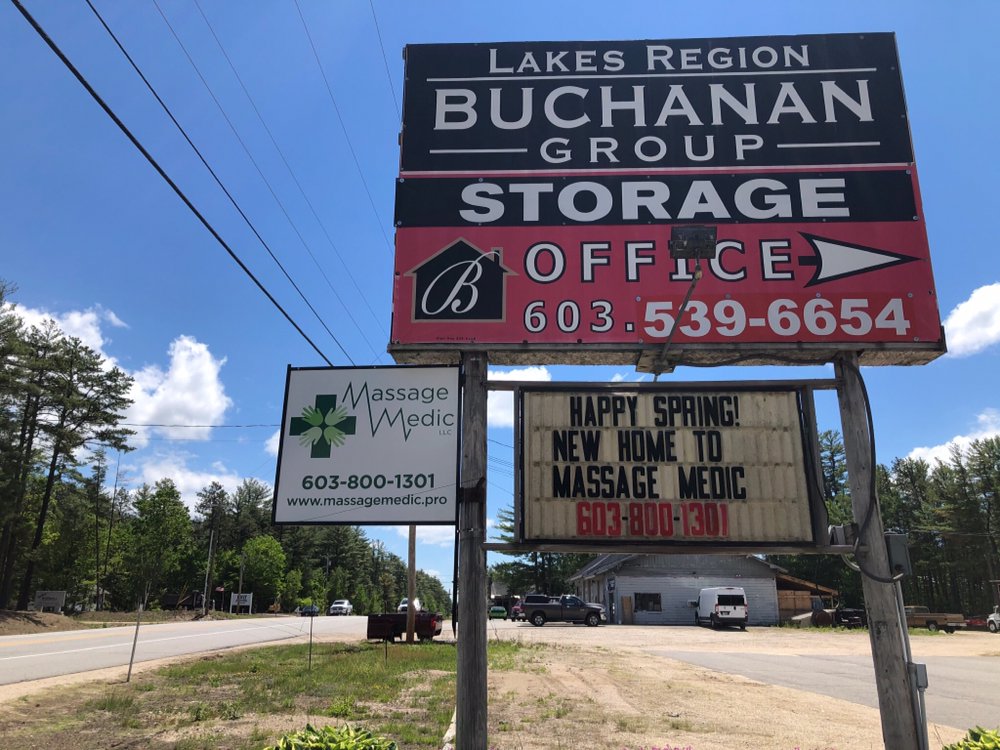 LAKES REGION
BUCHANAN
GROUP
STORAGE
B
OFFICE
603.539-6654
Massage
Medic
LLC
603-800-1301
www.massagemedic.pro
HAPPY SPRING!
NEW HOME TO
MASSAGE MEDIC
603-800-1301